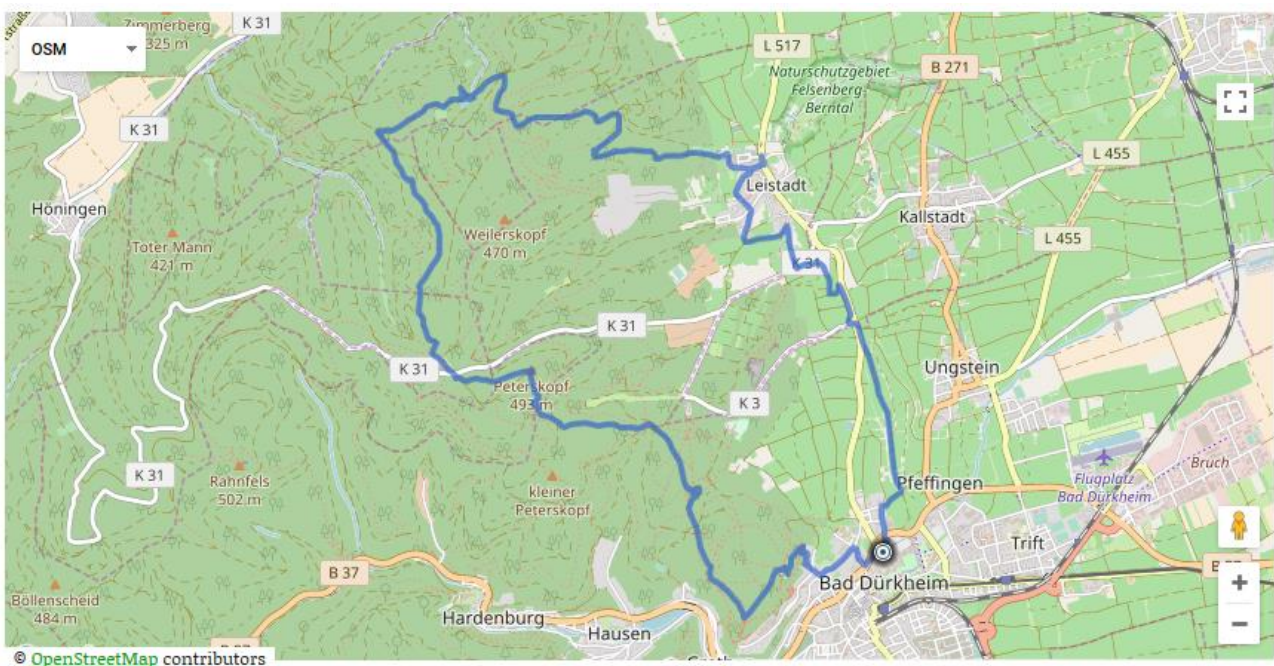 OSM
Zimmerberg
325 m
K 31
L 517
B 271
Naturschutzgebiet
Felsenberg-
Berntal
K 31
L 455
Leistadt
Kallstadt
Höningen
Weilerskopf
470 m
Toter Mann
421 m
L 455
K 31
K 31
K 31
Ungstein
Peterskopf
493 m
K 3
K 31
Rahnfels
502 m
kleiner
Peterskopf
Pfeffingen
Bruch
Flugplatz
Bad Dürkheim
Trift
B 37
Bad Dürkheim
Böllenscheid
484 m
Hardenburg
Hausen
© OpenStreetMap contributors